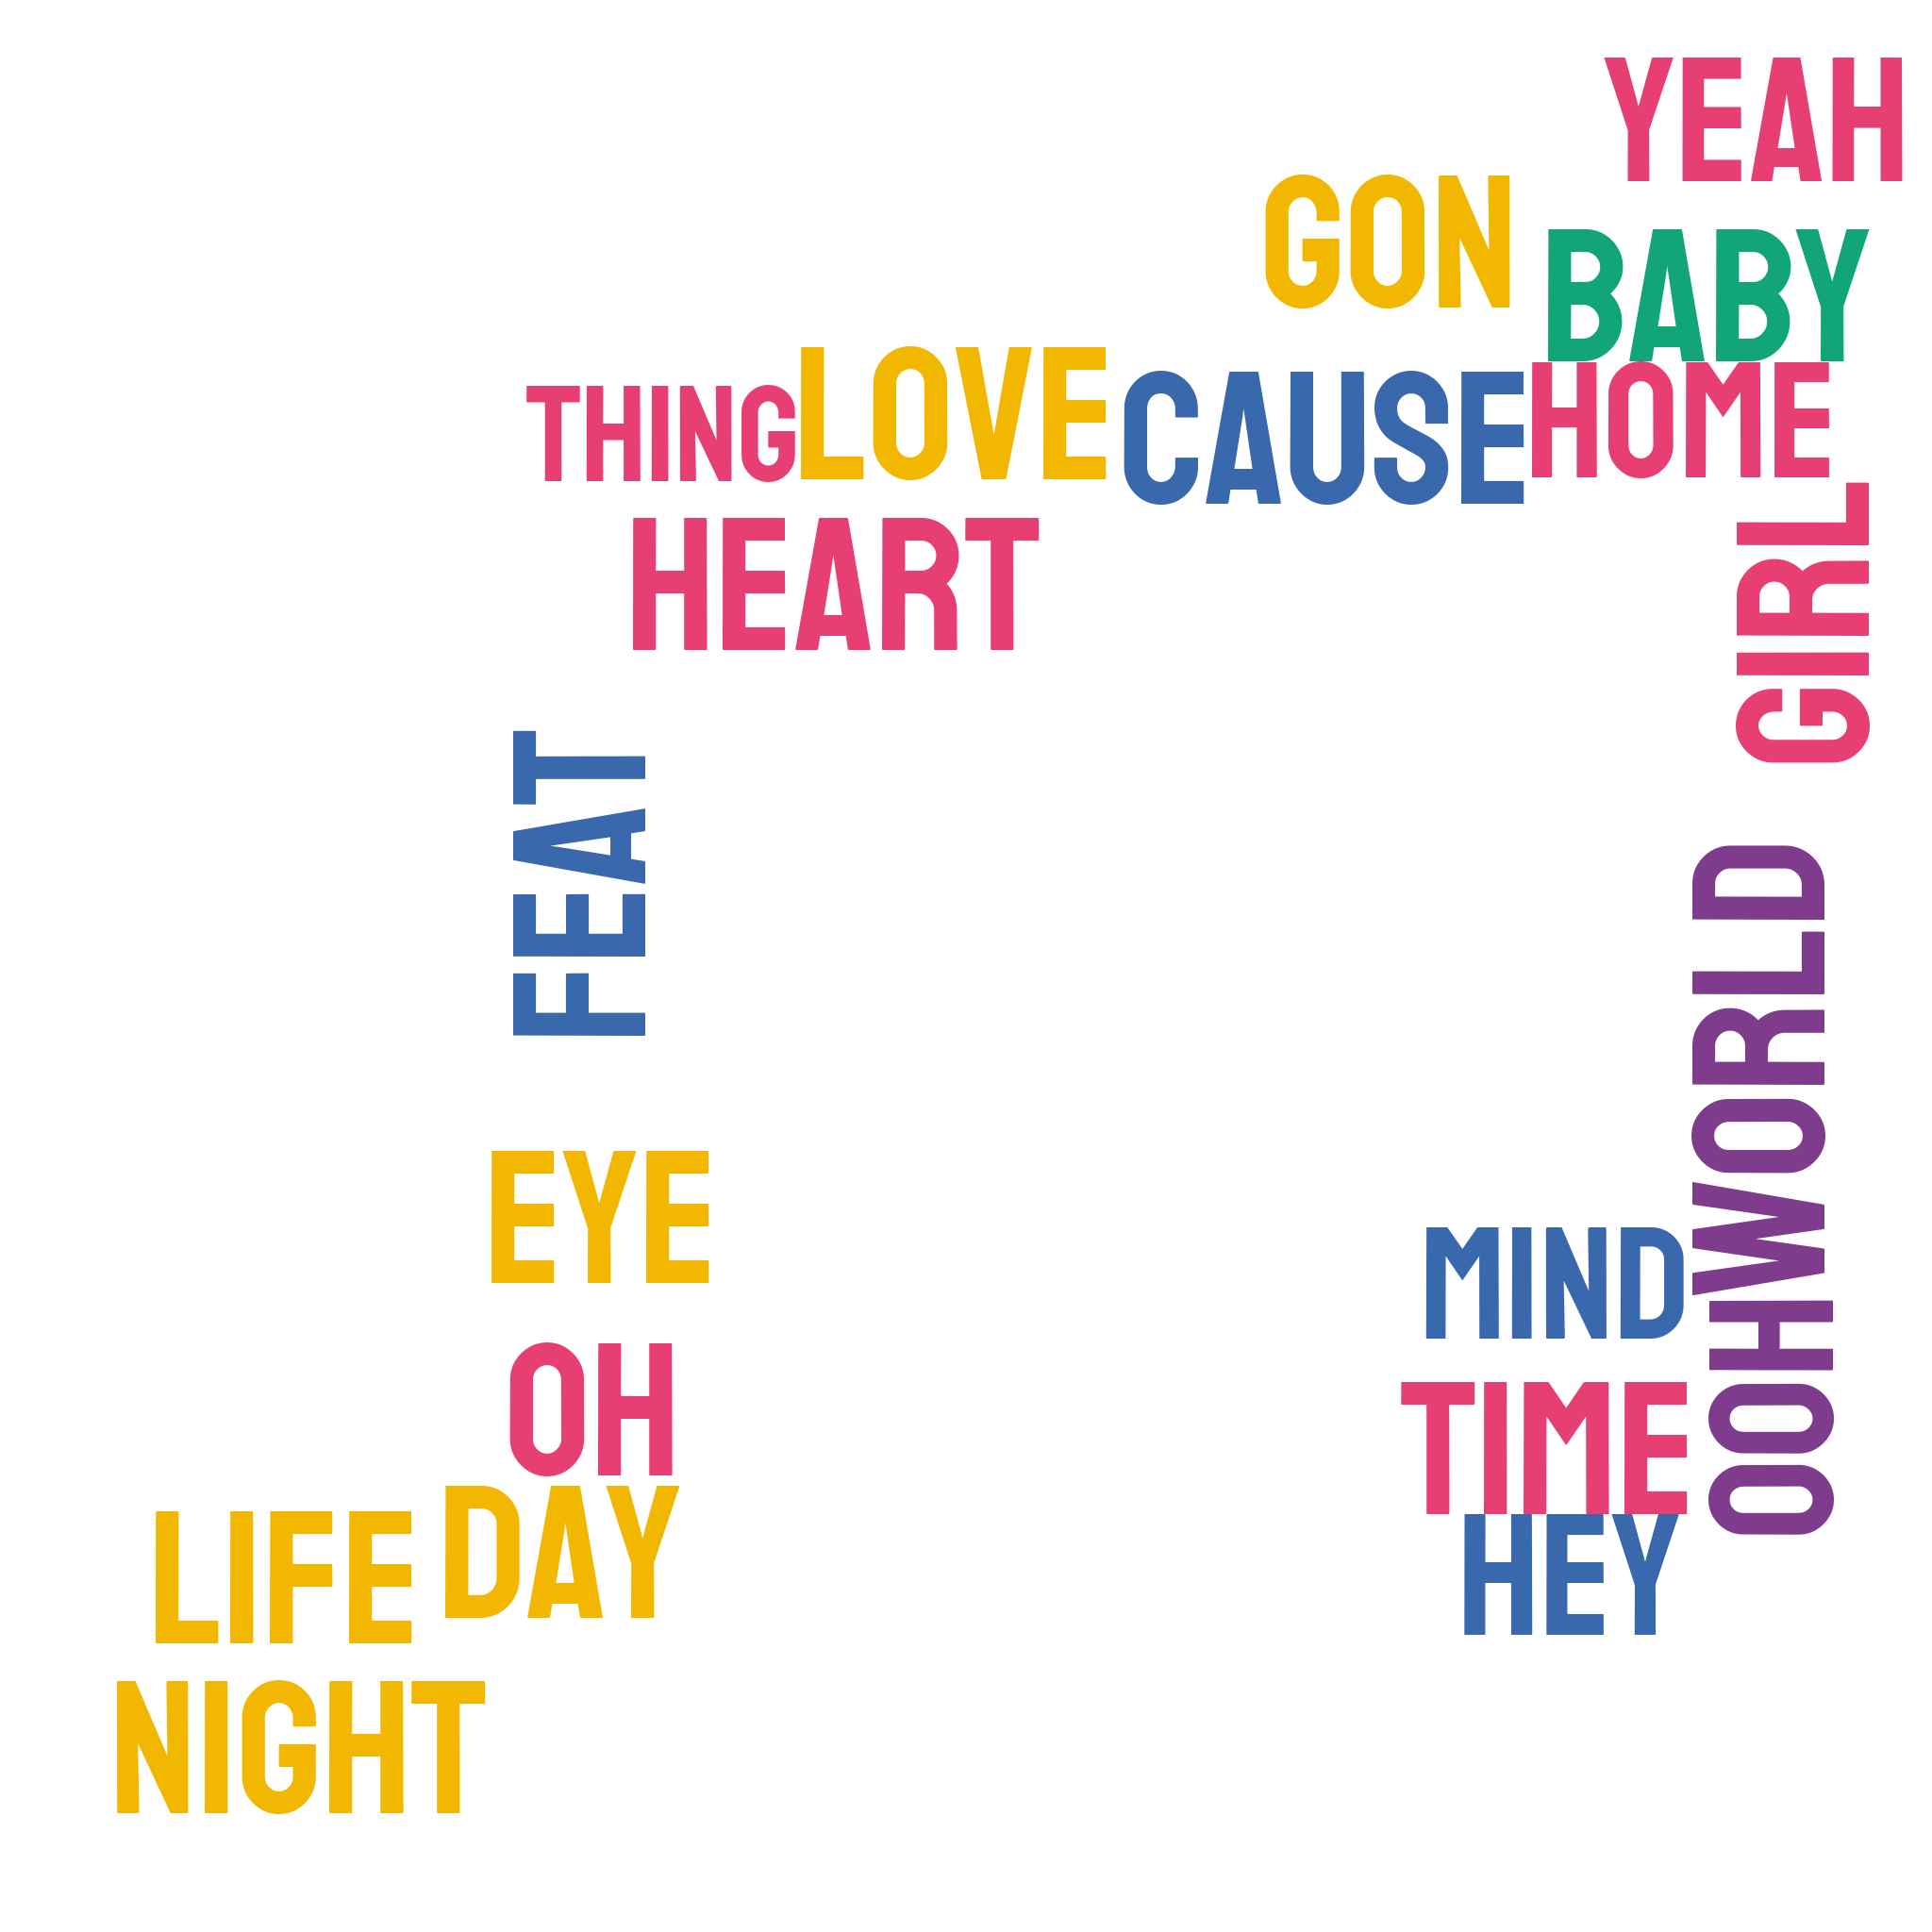 YEAH
GON
BABY
THING LOVE CAUSE HOME
HEART
GIRL
FEAT
WORLD
EYE
MIND
OH
TIME
OOH
DAY
LIFE
HEY
NIGHT